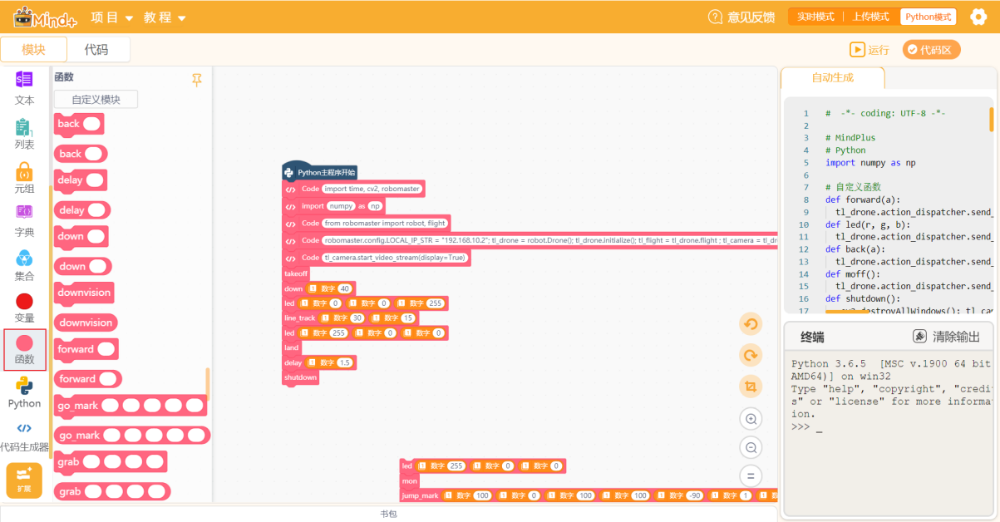 Mind+ 项目 教程 意见反馈 实时模式 上传模式 Python模式
模块 代码 运行 代码区
文本
列表
元组
字典
集合
变量
函数
Python
代码生成器
扩展
函数
自定义模块
back
back
delay
delay
down
down
downvision
downvision
forward
forward
go_mark
go_mark
grab
grab
Python主程序开始
Code import time, cv2, robomaster
import numpy as np
Code from robomaster import robot, flight
Code robomaster.config.LOCAL_IP_STR = "192.168.10.2"; tl_drone = robot.Drone(); tl_drone.initialize(); tl_flight = tl_drone.flight ; tl_camera = tl_dr
Code tl_camera.start_video_stream(display=True)
takeoff
down 数字 40
led 数字 0 数字 0 数字 255
line_track 数字 30 数字 15
led 数字 255 数字 0 数字 0
land
delay 数字 1.5
shutdown
led 数字 255 数字 0 数字 0
mon
jump_mark 数字 100 数字 0 数字 100 数字 100 数字 -90 数字 1 数
书包
自动生成
1 # -*- coding: UTF-8 -*-
2
3 # MindPlus
4 # Python
5 import numpy as np
6
7 # 自定义函数
8 def forward(a):
9 tl_drone.action_dispatcher.send_
10 def led(r, g, b):
11 tl_drone.action_dispatcher.send_
12 def back(a):
13 tl_drone.action_dispatcher.send_
14 def moff():
15 tl_drone.action_dispatcher.send_
16 def shutdown():
17 cv2.destroyAllWindows(); tl_cam
终端 清除输出
Python 3.6.5 [MSC v.1900 64 bit
AMD64)] on win32
Type "help", "copyright", "credi
s" or "license" for more informa
ion.
>>> _